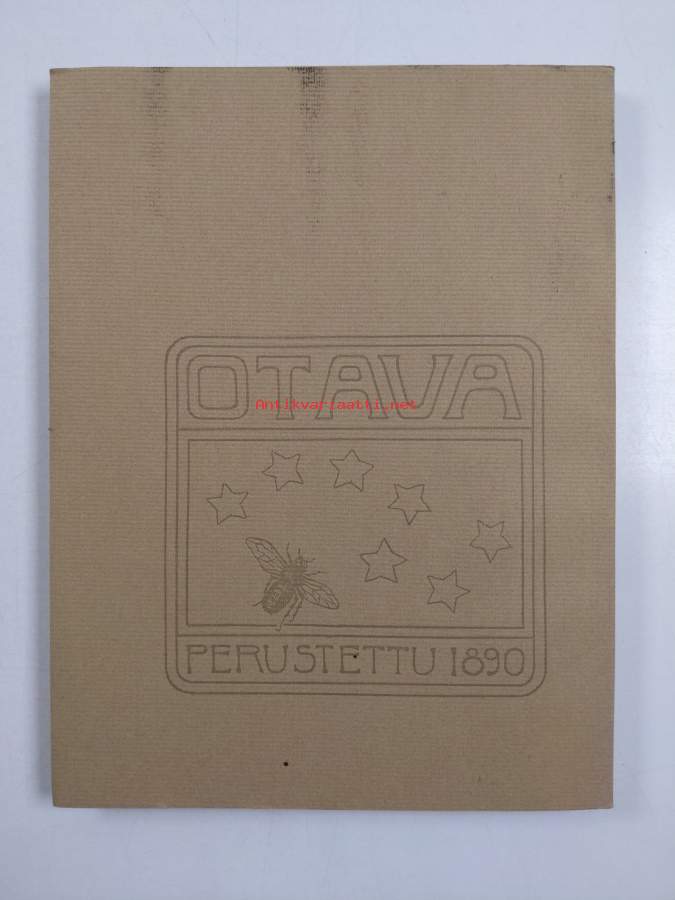 OTAVA
Antikvariaatti.net
PERUSTETTU 1890